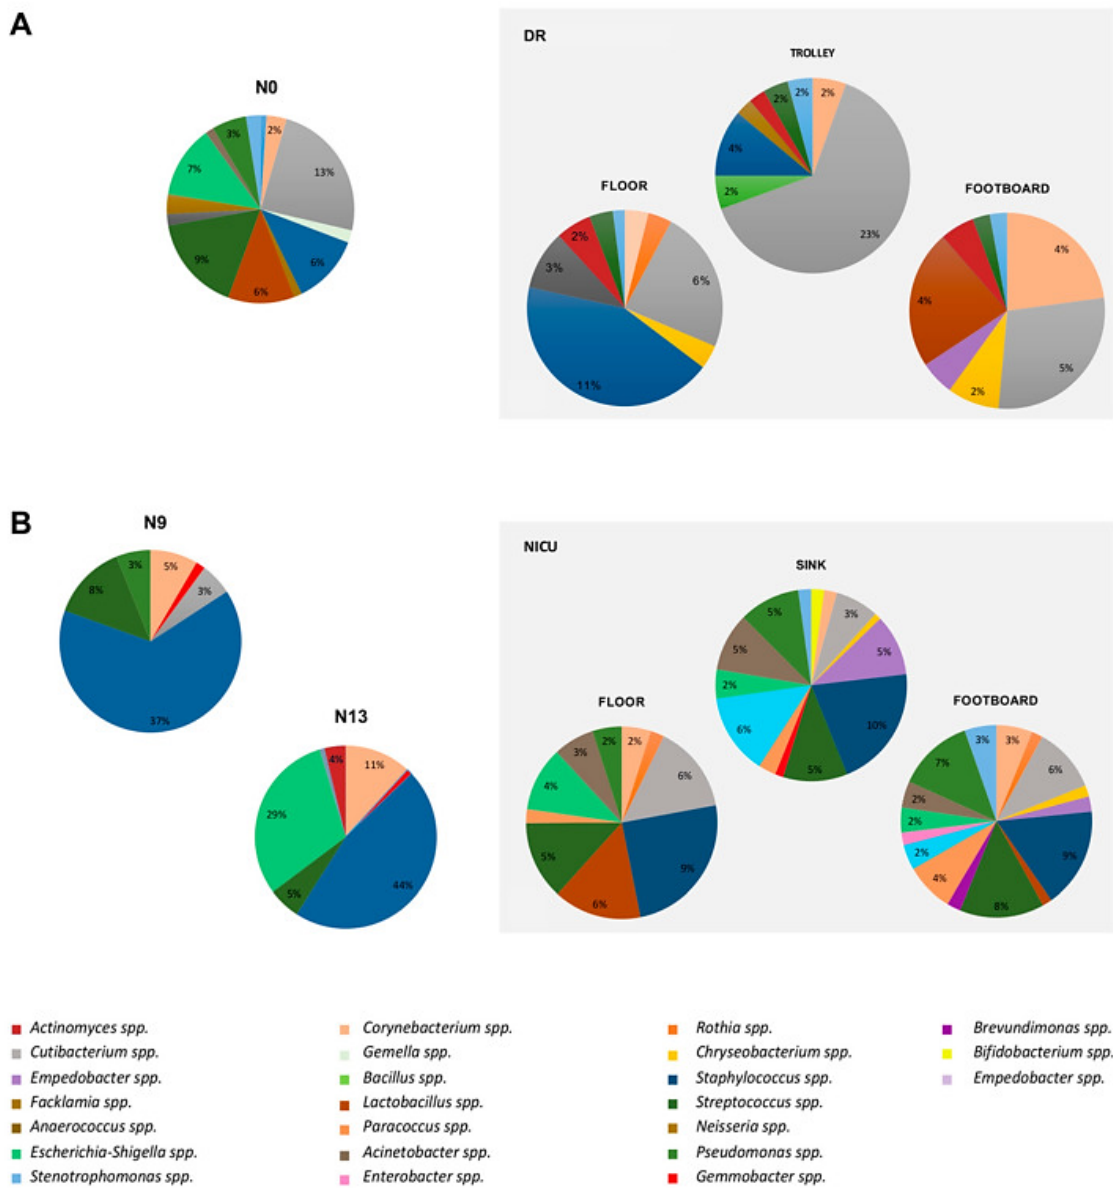 A
DR
N0
2%
13%
6%
6%
9%
7%
3%
TROLLEY
2%
23%
2%
4%
2%
2%
FLOOR
6%
11%
3%
2%
FOOTBOARD
4%
5%
2%
4%
B
N9
5%
3%
37%
8%
3%
N13
11%
44%
5%
29%
4%
NICU
SINK
3%
5%
10%
5%
6%
2%
5%
5%
FLOOR
2%
6%
9%
6%
5%
4%
3%
2%
FOOTBOARD
3%
6%
9%
8%
4%
2%
2%
2%
7%
3%
Actinomyces spp.
Cutibacterium spp.
Empedobacter spp.
Facklamia spp.
Anaerococcus spp.
Escherichia-Shigella spp.
Stenotrophomonas spp.
Corynebacterium spp.
Gemella spp.
Bacillus spp.
Lactobacillus spp.
Paracoccus spp.
Acinetobacter spp.
Enterobacter spp.
Rothia spp.
Chryseobacterium spp.
Staphylococcus spp.
Streptococcus spp.
Neisseria spp.
Pseudomonas spp.
Gemmobacter spp.
Brevundimonas spp.
Bifidobacterium spp.
Empedobacter spp.